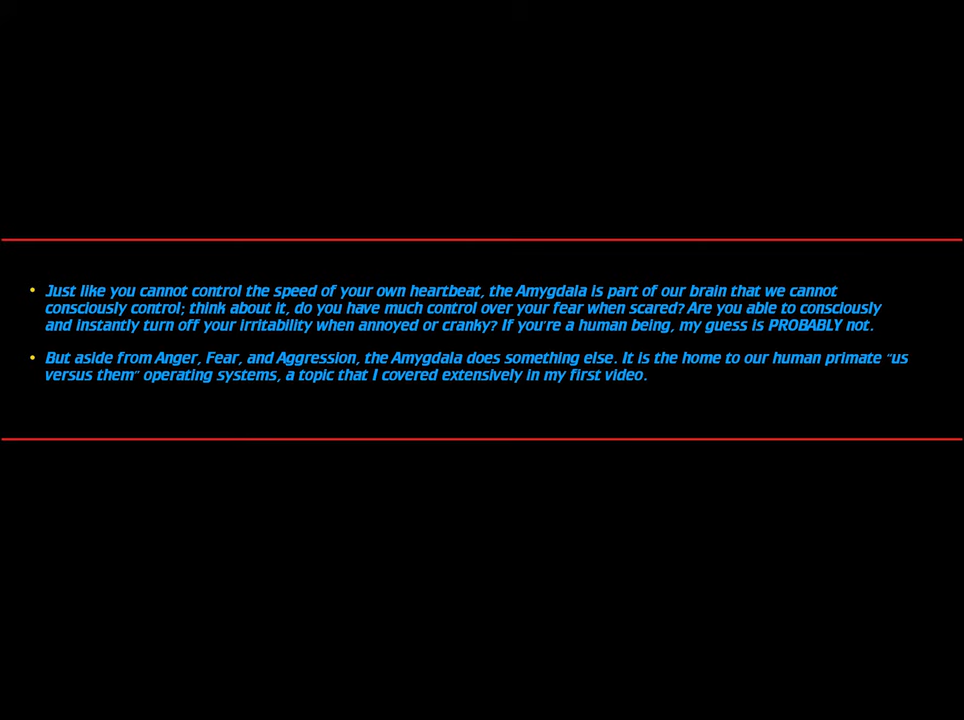 • Just like you cannot control the speed of your own heartbeat, the Amygdala is part of our brain that we cannot
consciously control; think about it, do you have much control over your fear when scared? Are you able to consciously
and instantly turn off your irritability when annoyed or cranky? If you're a human being, my guess is PROBABLY not.
• But aside from Anger, Fear, and Aggression, the Amygdala does something else. It is the home to our human primate "us
versus them" operating systems, a topic that I covered extensively in my first video.